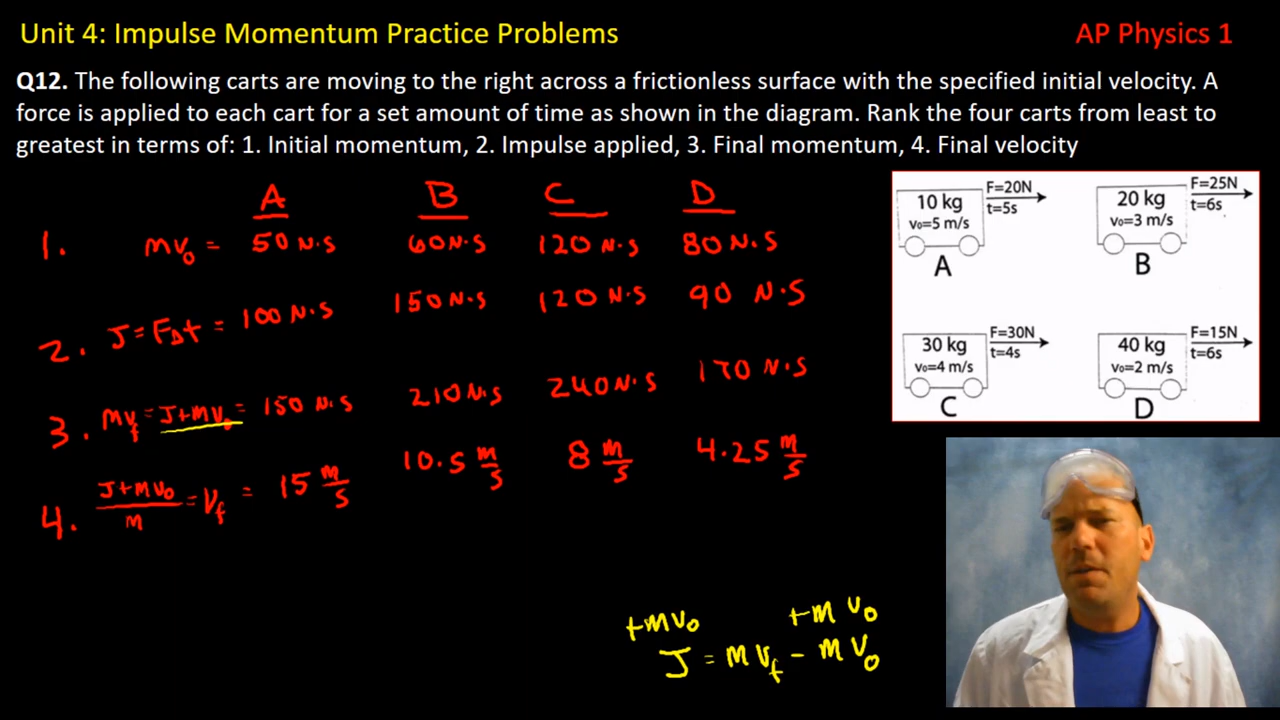 Unit 4: Impulse Momentum Practice Problems
AP Physics 1
Q12. The following carts are moving to the right across a frictionless surface with the specified initial velocity. A
force is applied to each cart for a set amount of time as shown in the diagram. Rank the four carts from least to
greatest in terms of: 1. Initial momentum, 2. Impulse applied, 3. Final momentum, 4. Final velocity
A B C D
1. mv₀ = 50 N·s 60 N·s 120 N·s 80 N·s
2. J = FΔt = 100 N·s 150 N·s 120 N·s 90 N·s
3. mv_f = J+mv₀ = 150 N·s 210 N·s 240 N·s 170 N·s
4. (J+mv₀)/m = v_f = 15 m/s 10.5 m/s 8 m/s 4.25 m/s
10 kg
v₀=5 m/s
F=20N
t=5s
A
20 kg
v₀=3 m/s
F=25N
t=6s
B
30 kg
v₀=4 m/s
F=30N
t=4s
C
40 kg
v₀=2 m/s
F=15N
t=6s
D
+mv₀ +mv₀
J = mv_f - mv₀